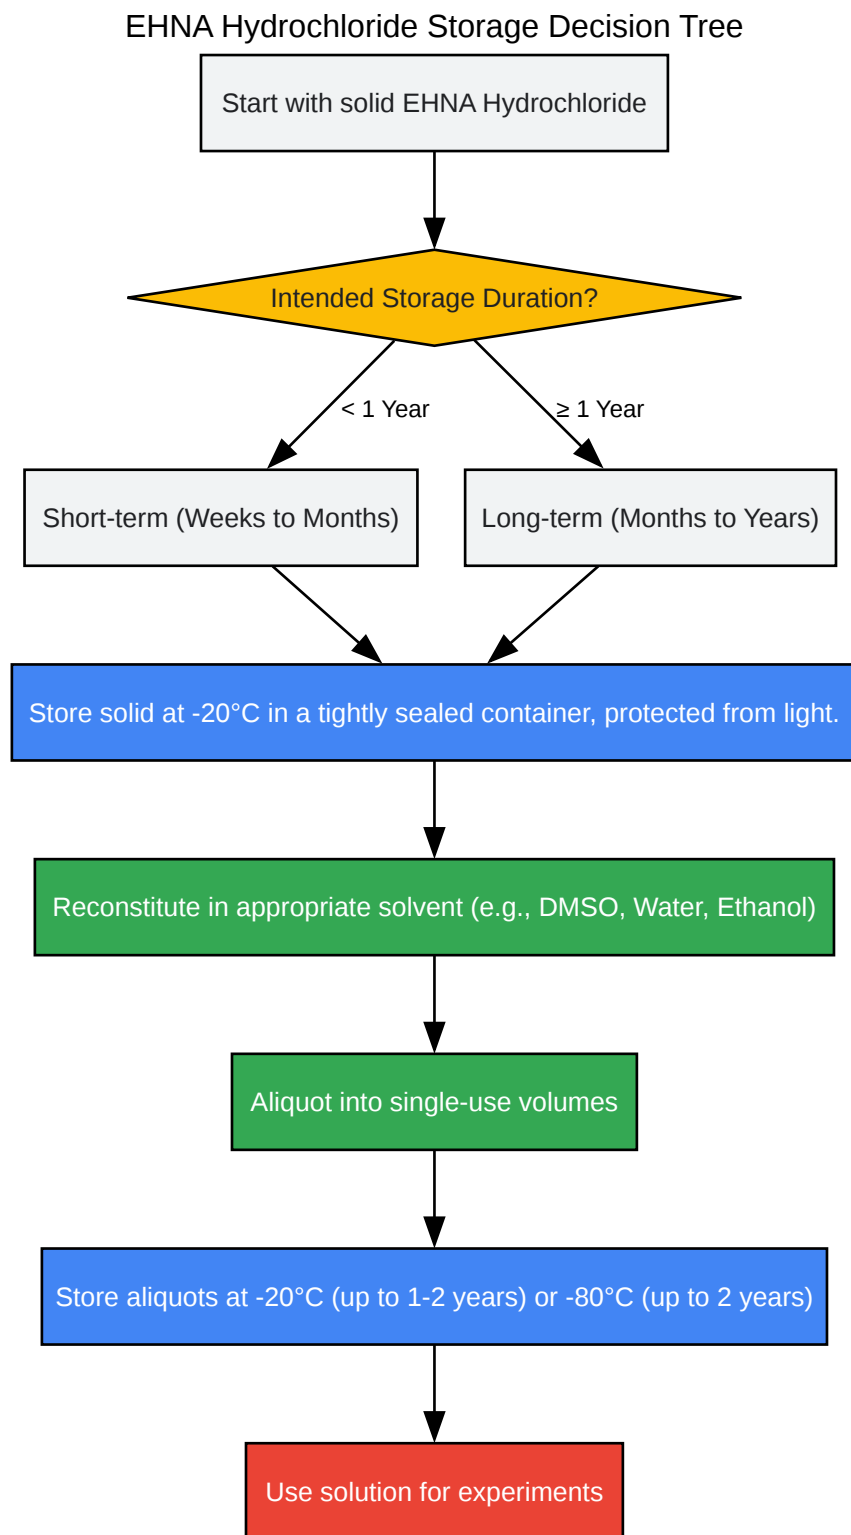 EHNA Hydrochloride Storage Decision Tree
Start with solid EHNA Hydrochloride
Intended Storage Duration?
< 1 Year
≥ 1 Year
Short-term (Weeks to Months)
Long-term (Months to Years)
Store solid at -20°C in a tightly sealed container, protected from light.
Reconstitute in appropriate solvent (e.g., DMSO, Water, Ethanol)
Aliquot into single-use volumes
Store aliquots at -20°C (up to 1-2 years) or -80°C (up to 2 years)
Use solution for experiments